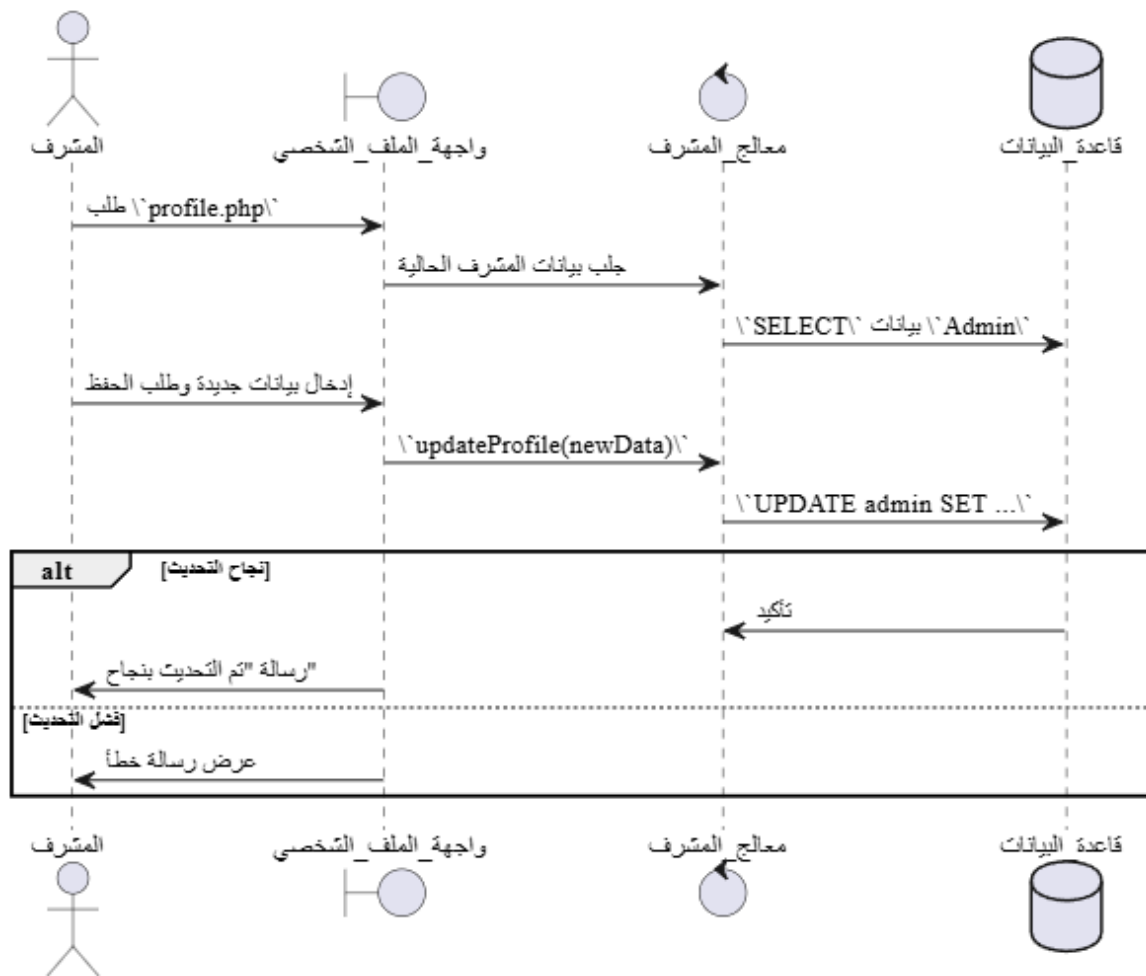 المشرف
واجهة_الملف_الشخصي
معالج_المشرف
قاعدة_البيانات
طلب \`profile.php\`
جلب بيانات المشرف الحالية
\`SELECT\` بيانات \`Admin\`
إدخال بيانات جديدة وطلب الحفظ
\`updateProfile(newData)\`
\`UPDATE admin SET ...\`
alt [نجاح التحديث]
تأكيد
رسالة "تم التحديث بنجاح"
[فشل التحديث]
عرض رسالة خطأ
المشرف
واجهة_الملف_الشخصي
معالج_المشرف
قاعدة_البيانات